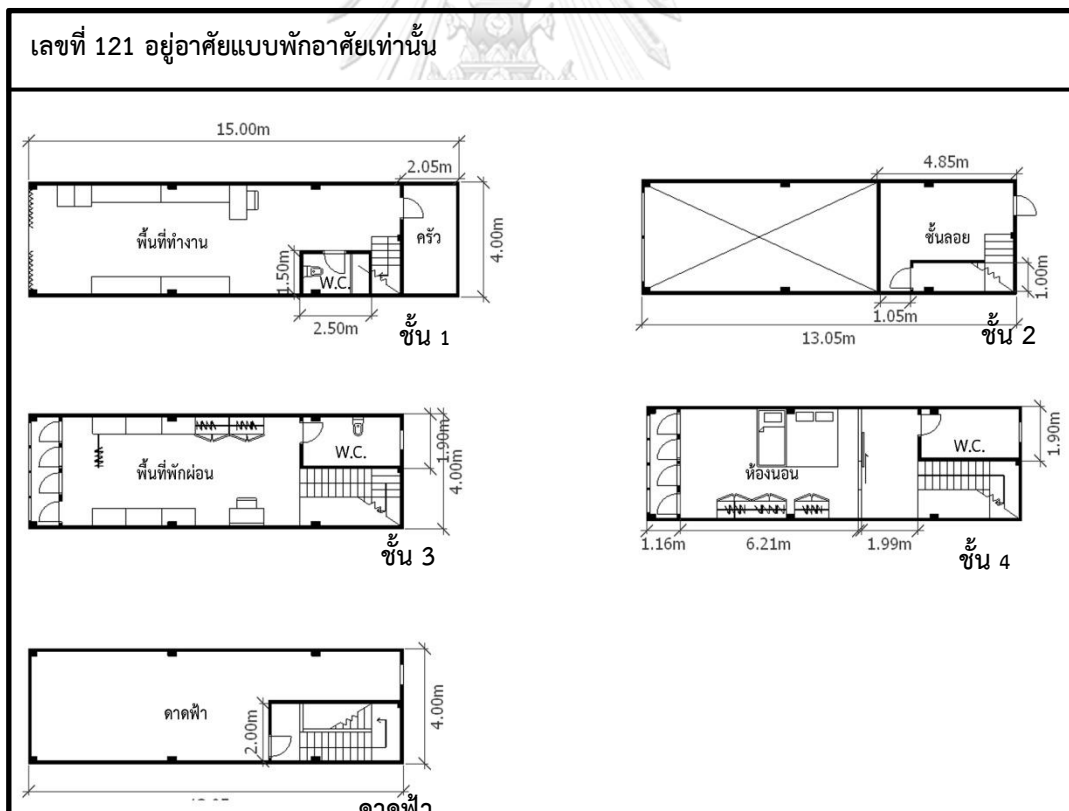 เลขที่ 121 อยู่อาศัยแบบพักอาศัยเท่านั้น
15.00m
2.05m
พื้นที่ทำงาน
ครัว
4.00m
1.50m
W.C.
2.50m
ชั้น 1
4.85m
ชั้นลอย
1.00m
1.05m
13.05m
ชั้น 2
พื้นที่พักผ่อน
W.C.
1.90m
4.00m
ชั้น 3
ห้องนอน
W.C.
1.90m
1.16m
6.21m
1.99m
ชั้น 4
ดาดฟ้า
2.00m
4.00m
ดาดฟ้า